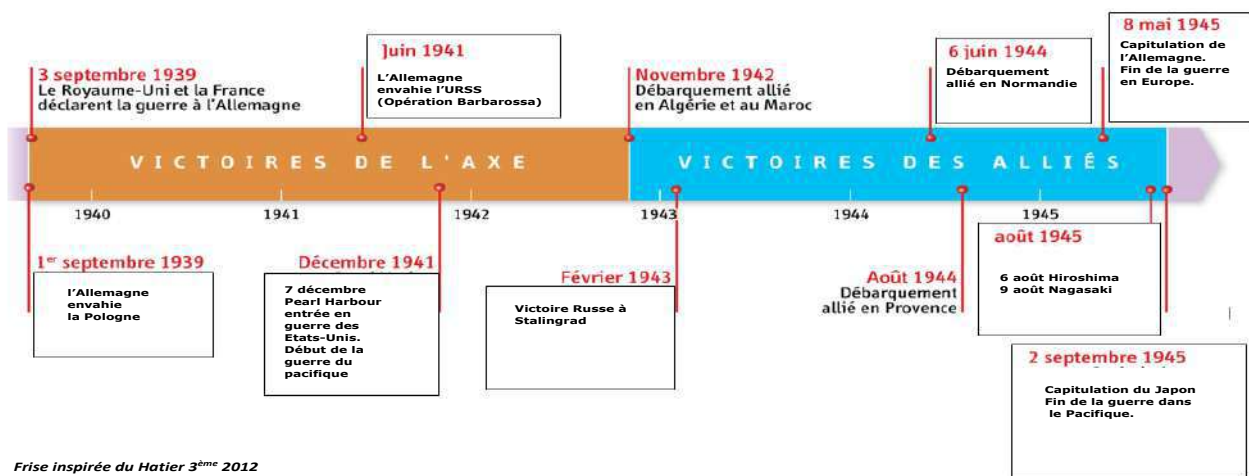 8 mai 1945
Capitulation de
l'Allemagne.
Fin de la guerre
en Europe.
Juin 1941
L'Allemagne
envahie l'URSS
(Opération Barbarossa)
6 juin 1944
Débarquement
allié en Normandie
3 septembre 1939
Le Royaume-Uni et la France
déclarent la guerre à l'Allemagne
Novembre 1942
Débarquement allié
en Algérie et au Maroc
VICTOIRES DE L'AXE
VICTOIRES DES ALLIÉS
1940
1941
1942
1943
1944
1945
1er septembre 1939
l'Allemagne
envahie
la Pologne
Décembre 1941
7 décembre
Pearl Harbour
entrée en
guerre des
Etats-Unis.
Début de la
guerre du
pacifique
Février 1943
Victoire Russe à
Stalingrad
Août 1944
Débarquement
allié en Provence
août 1945
6 août Hiroshima
9 août Nagasaki
2 septembre 1945
Capitulation du Japon
Fin de la guerre dans
le Pacifique.
Frise inspirée du Hatier 3ème 2012